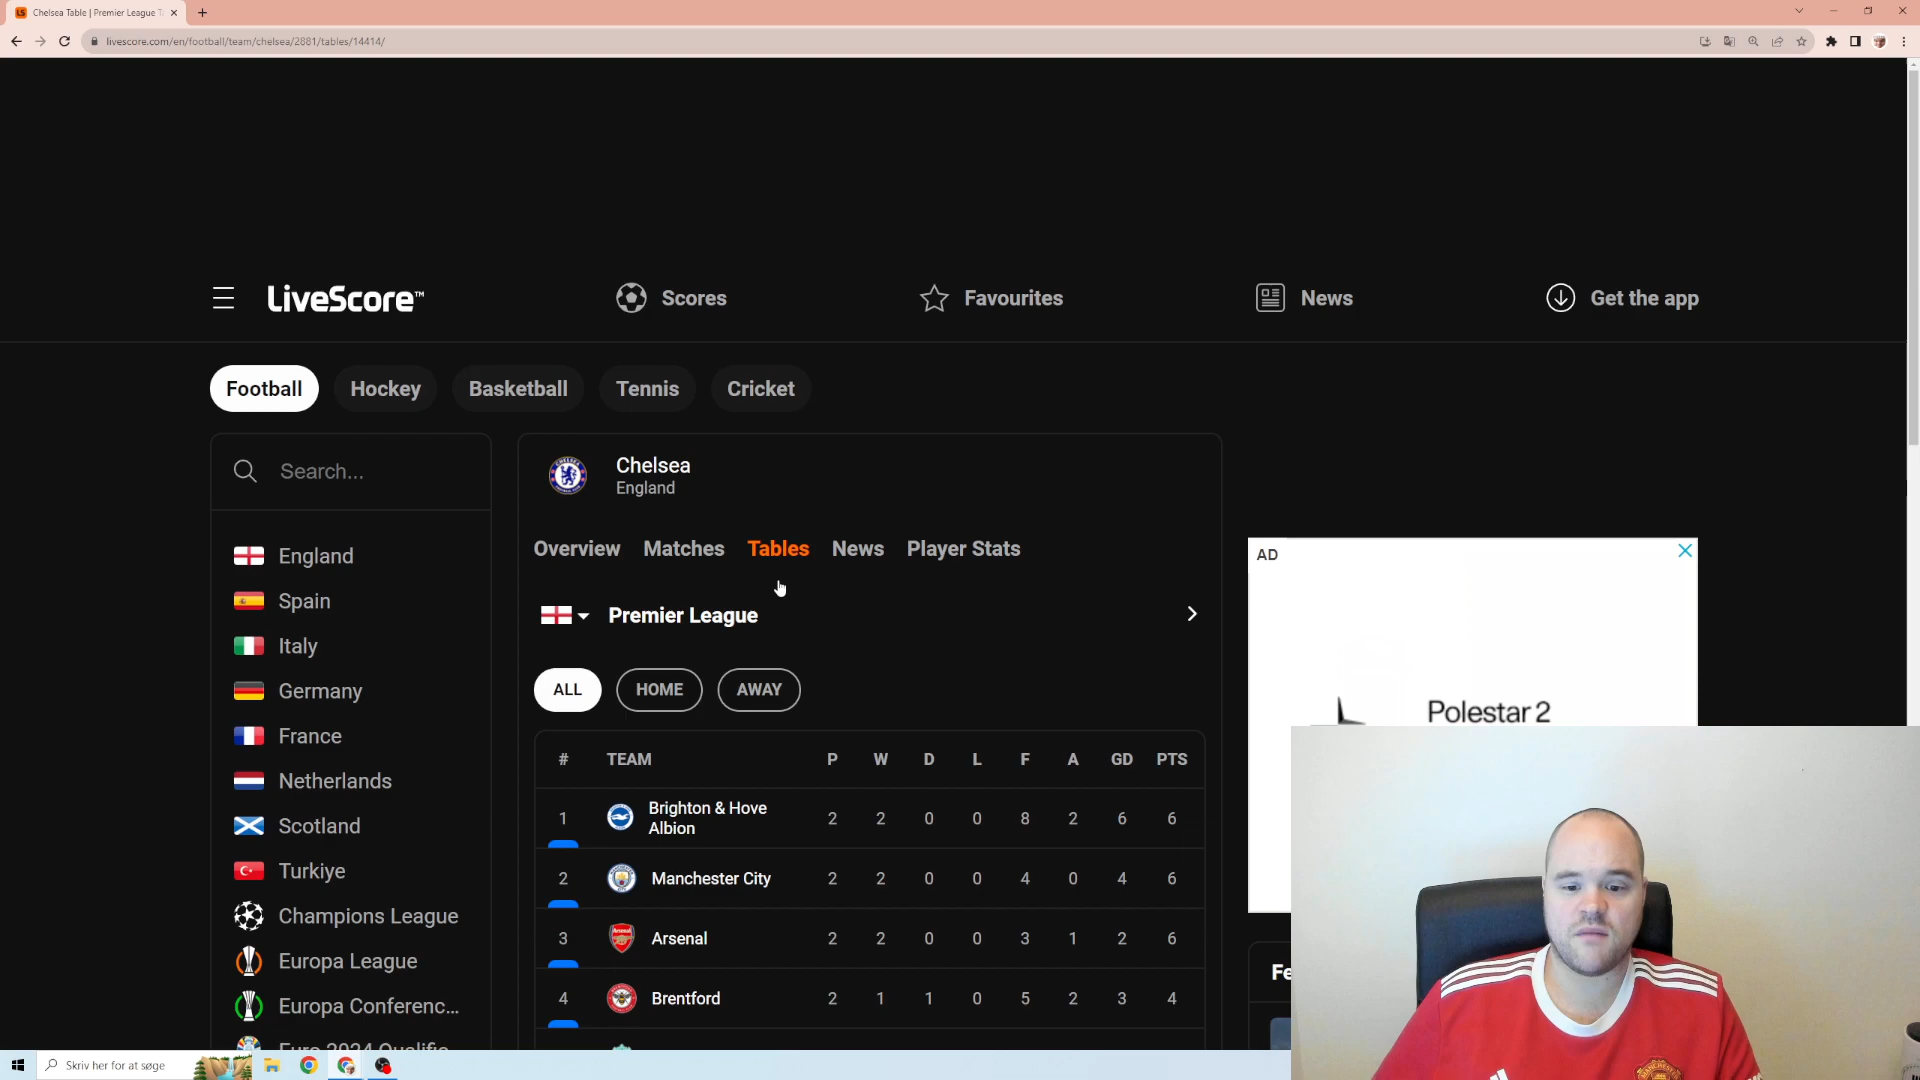 Chelsea Table | Premier League T
livescore.com/en/football/team/chelsea/2881/tables/14414/
LiveScore™
Scores
Favourites
News
Get the app
Football
Hockey
Basketball
Tennis
Cricket
Search...
England
Spain
Italy
Germany
France
Netherlands
Scotland
Turkiye
Champions League
Europa League
Europa Conferenc...
Chelsea
England
Overview Matches Tables News Player Stats
Premier League
ALL HOME AWAY
# TEAM P W D L F A GD PTS
1 Brighton & Hove Albion 2 2 0 0 8 2 6 6
2 Manchester City 2 2 0 0 4 0 4 6
3 Arsenal 2 2 0 0 3 1 2 6
4 Brentford 2 1 1 0 5 2 3 4
AD
Polestar 2
Fe
Skriv her for at søge